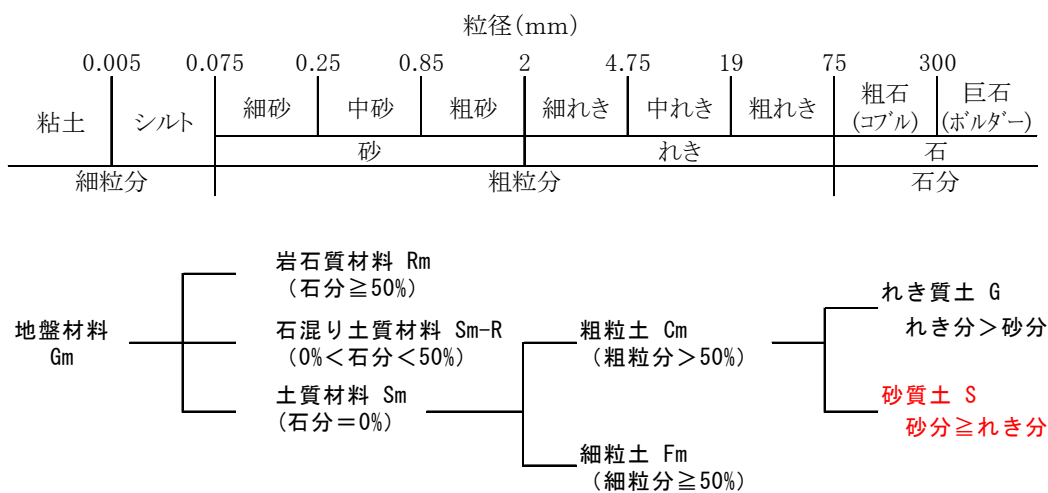 粒径(mm)
0.005 0.075 0.25 0.85 2 4.75 19 75 300
粘土 シルト 細砂 中砂 粗砂 細れき 中れき 粗れき 粗石 巨石
(コブル) (ボルダー)
砂 れき 石
細粒分 粗粒分 石分
岩石質材料 Rm
(石分≧50%)
地盤材料
Gm
石混り土質材料 Sm-R
(0%<石分<50%)
土質材料 Sm
(石分=0%)
粗粒土 Cm
(粗粒分>50%)
細粒土 Fm
(細粒分≧50%)
れき質土 G
れき分>砂分
砂質土 S
砂分≧れき分